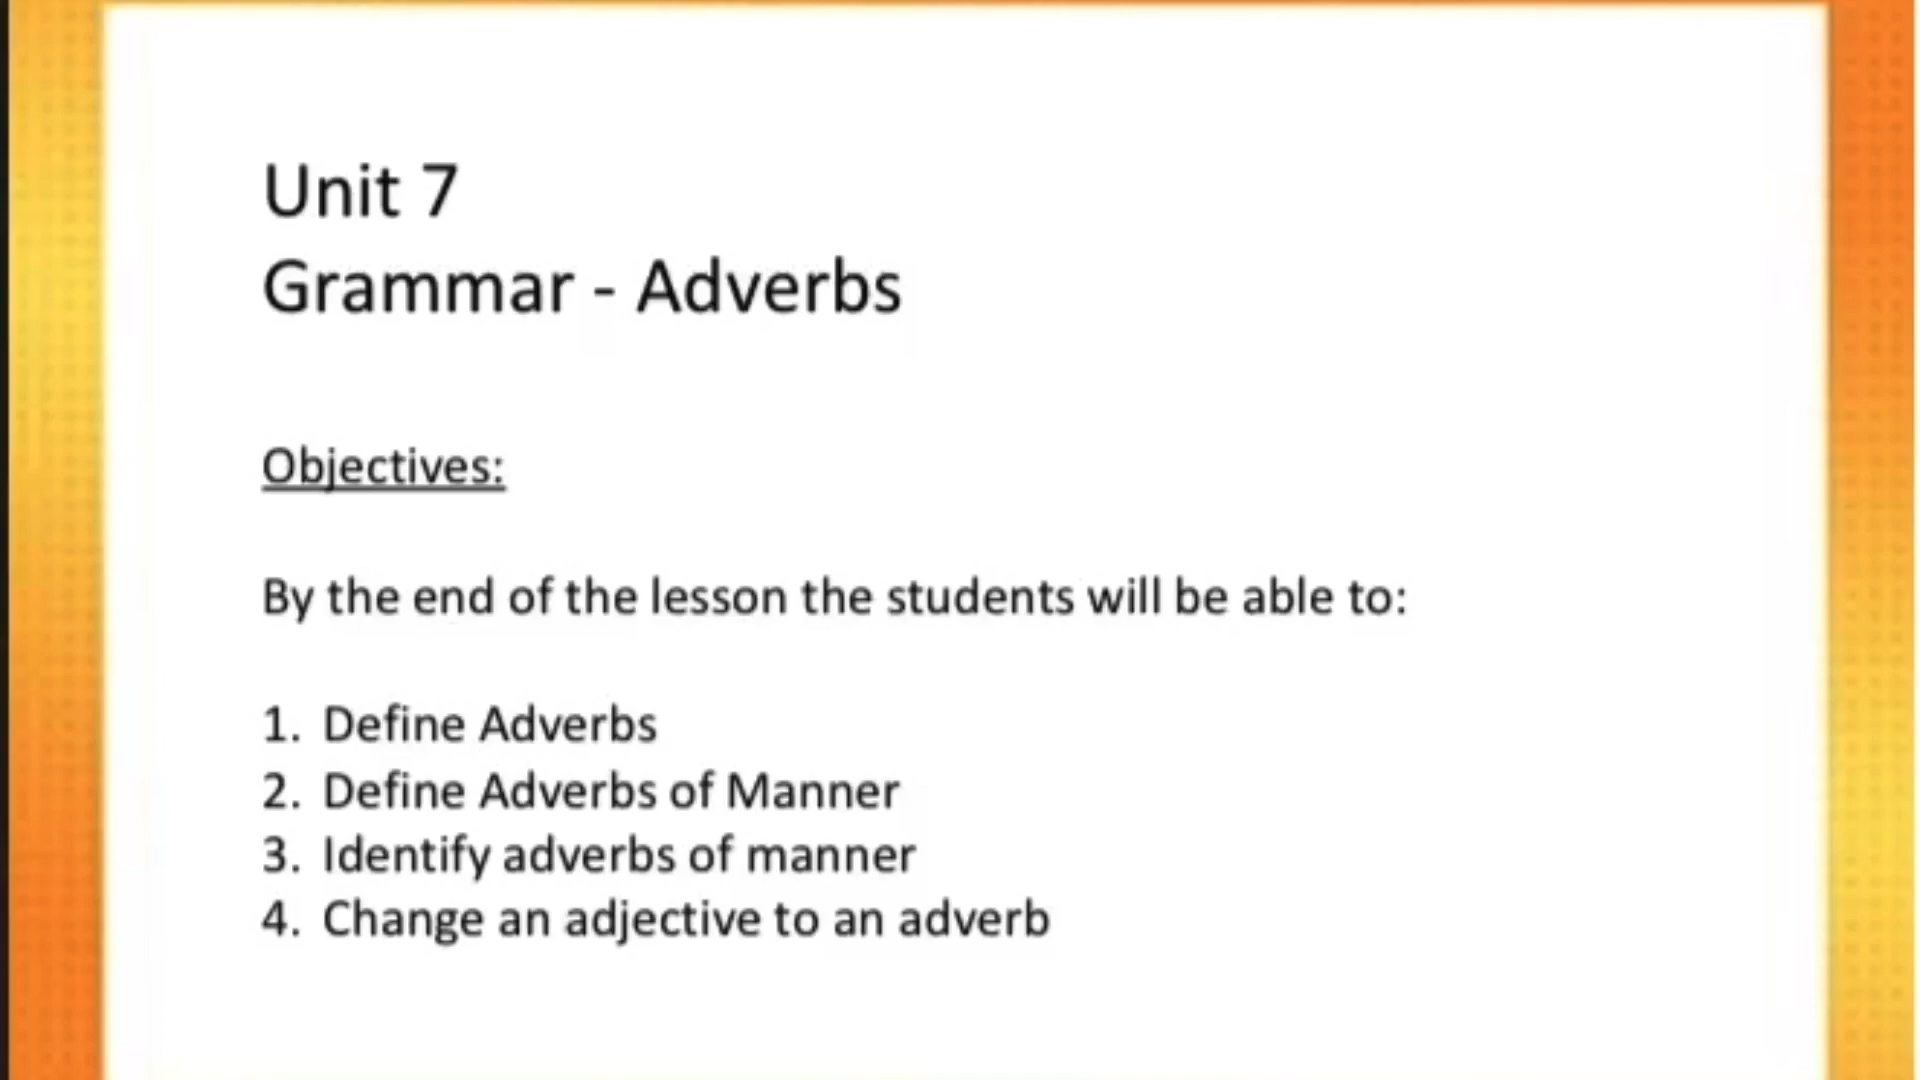 Unit 7
Grammar - Adverbs
Objectives:
By the end of the lesson the students will be able to:
1. Define Adverbs
2. Define Adverbs of Manner
3. Identify adverbs of manner
4. Change an adjective to an adverb